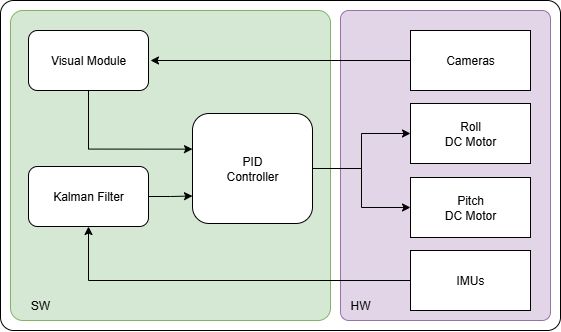 Visual Module
Cameras
PID
Controller
Roll
DC Motor
Kalman Filter
Pitch
DC Motor
IMUs
SW
HW